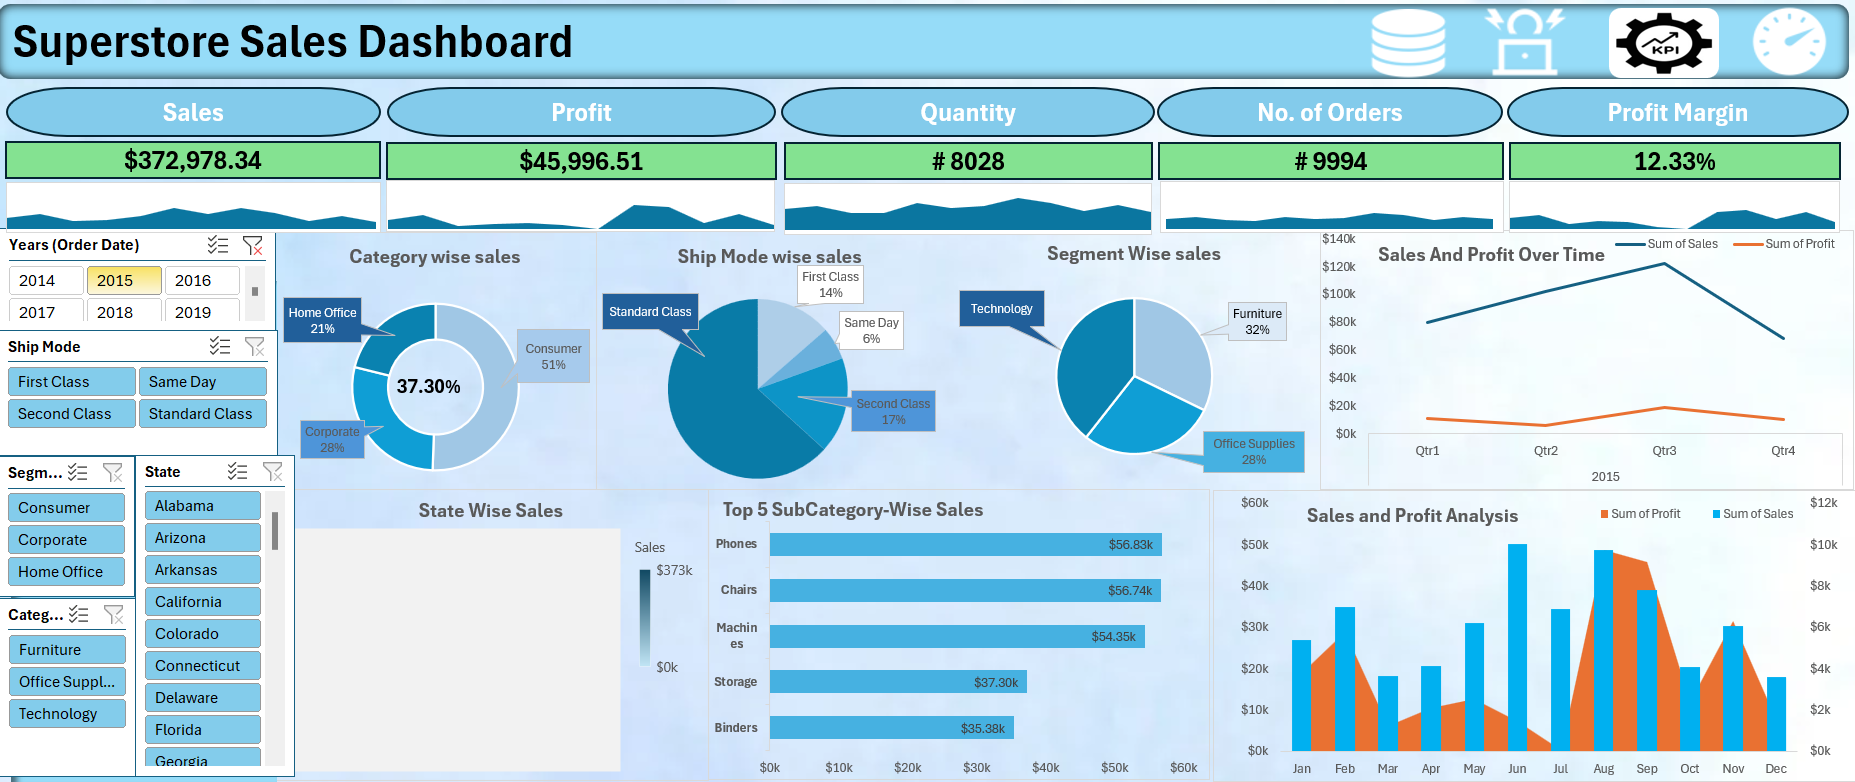 Superstore Sales Dashboard
KPI
Sales
Profit
Quantity
No. of Orders
Profit Margin
$372,978.34
$45,996.51
# 8028
# 9994
12.33%
Years (Order Date)
2014
2015
2016
2017
2018
2019
Ship Mode
First Class
Same Day
Second Class
Standard Class
Segm...
Consumer
Corporate
Home Office
Categ...
Furniture
Office Suppl...
Technology
State
Alabama
Arizona
Arkansas
California
Colorado
Connecticut
Delaware
Florida
Georgia
Category wise sales
Home Office
21%
Consumer
51%
37.30%
Corporate
28%
Ship Mode wise sales
First Class
14%
Standard Class
Same Day
6%
Second Class
17%
Segment Wise sales
Technology
Furniture
32%
Office Supplies
28%
Sales And Profit Over Time
Sum of Sales
Sum of Profit
$140k
$120k
$100k
$80k
$60k
$40k
$20k
$0k
Qtr1
Qtr2
Qtr3
Qtr4
2015
State Wise Sales
Sales
$373k
$0k
Top 5 SubCategory-Wise Sales
Phones
$56.83k
Chairs
$56.74k
Machin
es
$54.35k
Storage
$37.30k
Binders
$35.38k
$0k
$10k
$20k
$30k
$40k
$50k
$60k
Sales and Profit Analysis
Sum of Profit
Sum of Sales
$60k
$50k
$40k
$30k
$20k
$10k
$0k
$12k
$10k
$8k
$6k
$4k
$2k
$0k
Jan
Feb
Mar
Apr
May
Jun
Jul
Aug
Sep
Oct
Nov
Dec